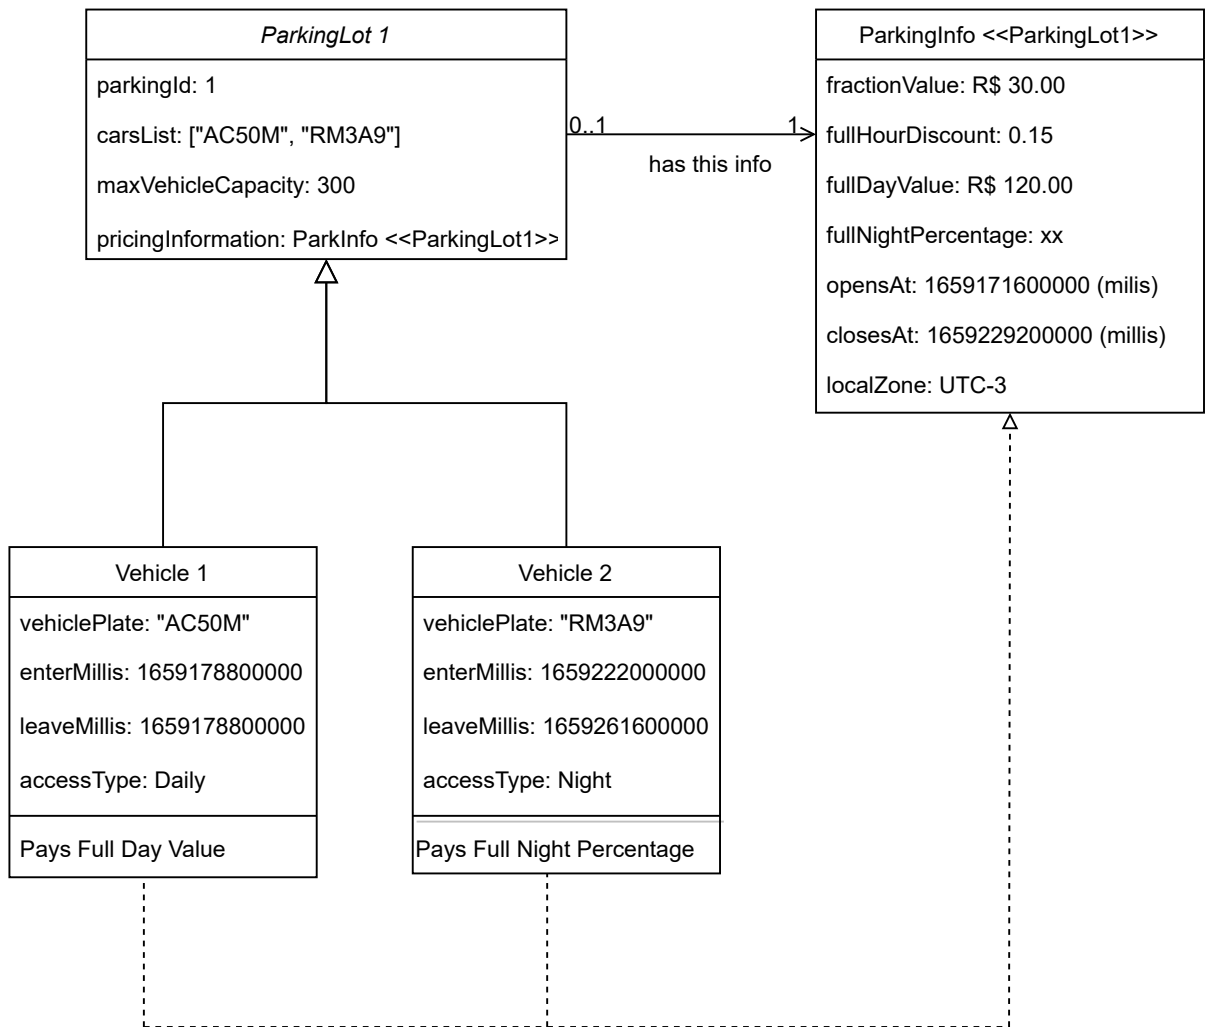 ParkingLot 1
parkingId: 1
carsList: ["AC50M", "RM3A9"]
maxVehicleCapacity: 300
pricingInformation: ParkInfo <<ParkingLot1>>
0..1
1
has this info
ParkingInfo <<ParkingLot1>>
fractionValue: R$ 30.00
fullHourDiscount: 0.15
fullDayValue: R$ 120.00
fullNightPercentage: xx
opensAt: 1659171600000 (milis)
closesAt: 1659229200000 (millis)
localZone: UTC-3
Vehicle 1
vehiclePlate: "AC50M"
enterMillis: 1659178800000
leaveMillis: 1659178800000
accessType: Daily
Pays Full Day Value
Vehicle 2
vehiclePlate: "RM3A9"
enterMillis: 1659222000000
leaveMillis: 1659261600000
accessType: Night
Pays Full Night Percentage